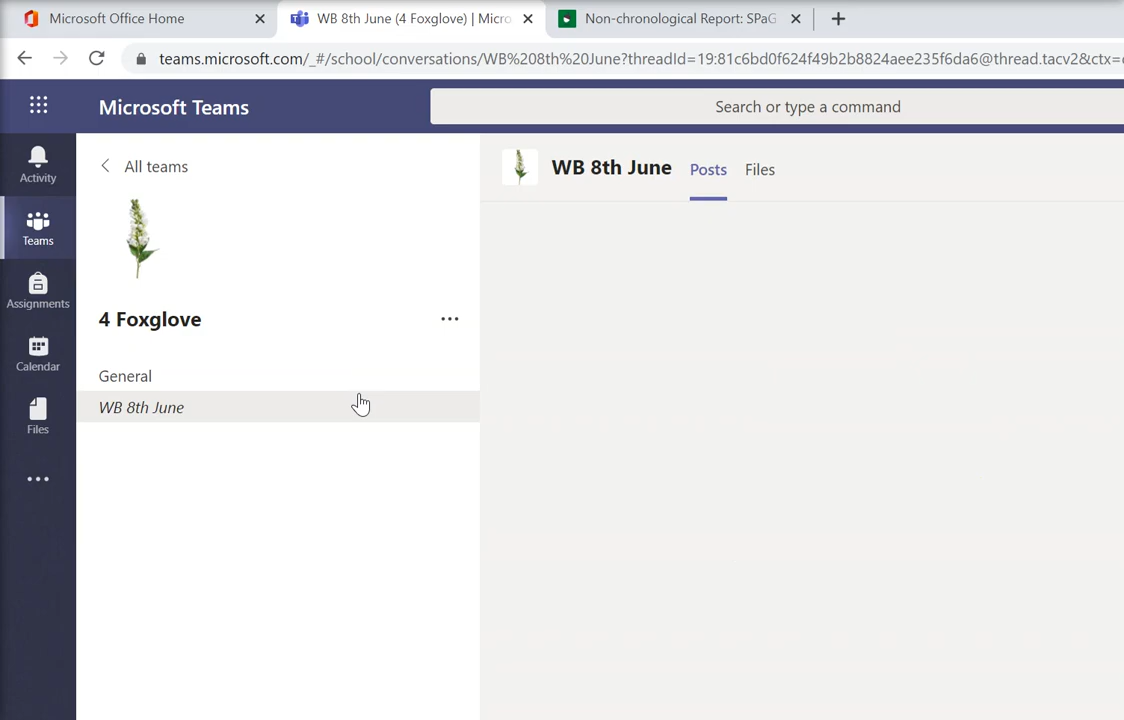 Microsoft Office Home
WB 8th June (4 Foxglove) | Micro
Non-chronological Report: SPaG
teams.microsoft.com/_#/school/conversations/WB%208th%20June?threadId=19:81c6bd0f624f49b2b8824aee235f6da6@thread.tacv2&ctx=c
Microsoft Teams
Search or type a command
Activity
Teams
Assignments
Calendar
Files
All teams
4 Foxglove
General
WB 8th June
WB 8th June
Posts
Files